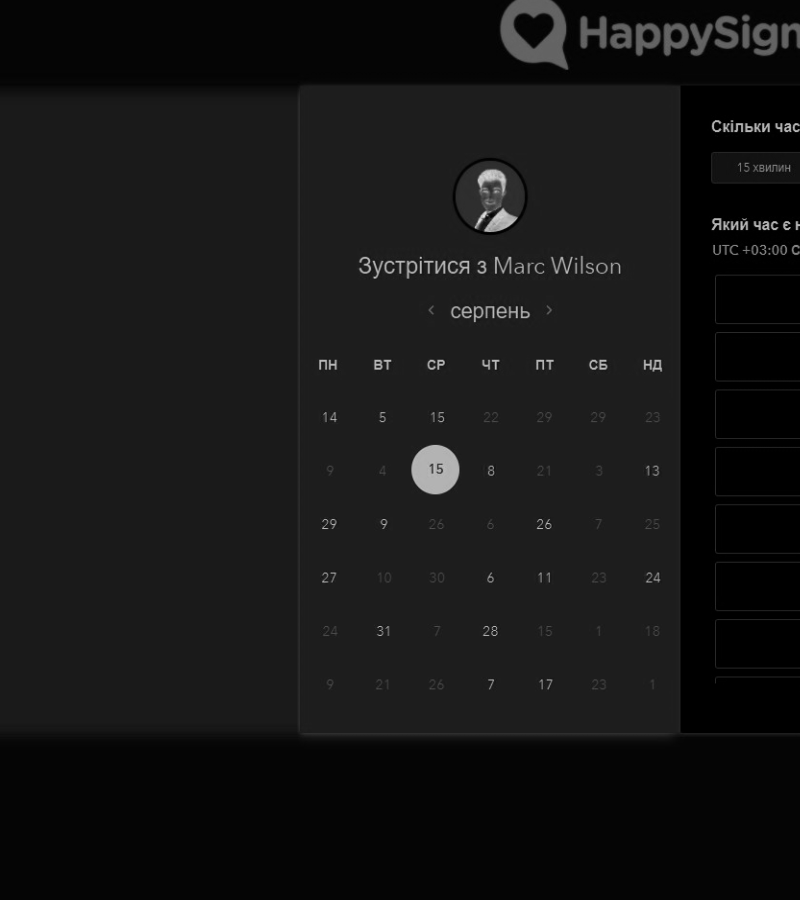 HappySign
Зустрітися з Marc Wilson
серпень
ПН ВТ СР ЧТ ПТ СБ НД
14 5 15 22 29 29 23
9 4 15 8 21 3 13
29 9 26 6 26 7 25
27 10 30 6 11 23 24
24 31 7 28 15 1 18
9 21 26 7 17 23 1
Скільки час
15 хвилин
Який час є н
UTC +03:00 С